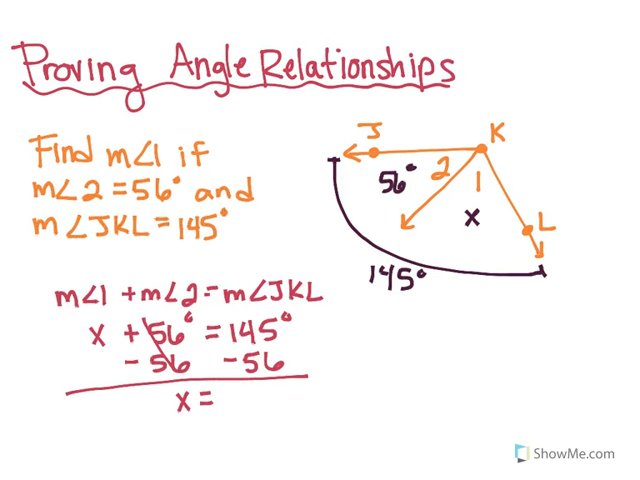 Proving Angle Relationships
Find m∠1 if
m∠2 = 56° and
m∠JKL = 145°
J
K
56°
2
1
x
L
145°
m∠1 + m∠2 = m∠JKL
x + 56° = 145°
- 56 - 56
x =
ShowMe.com